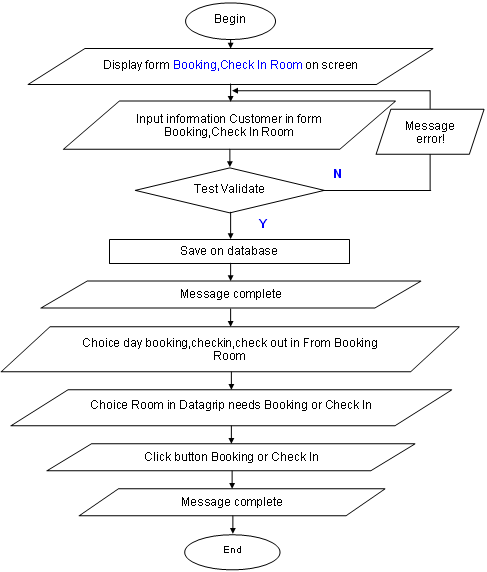 Begin
Display form Booking,Check In Room on screen
Input information Customer in form
Booking,Check In Room
Message
error!
Test Validate
N
Y
Save on database
Message complete
Choice day booking,checkin,check out in From Booking
Room
Choice Room in Datagrip needs Booking or Check In
Click button Booking or Check In
Message complete
End